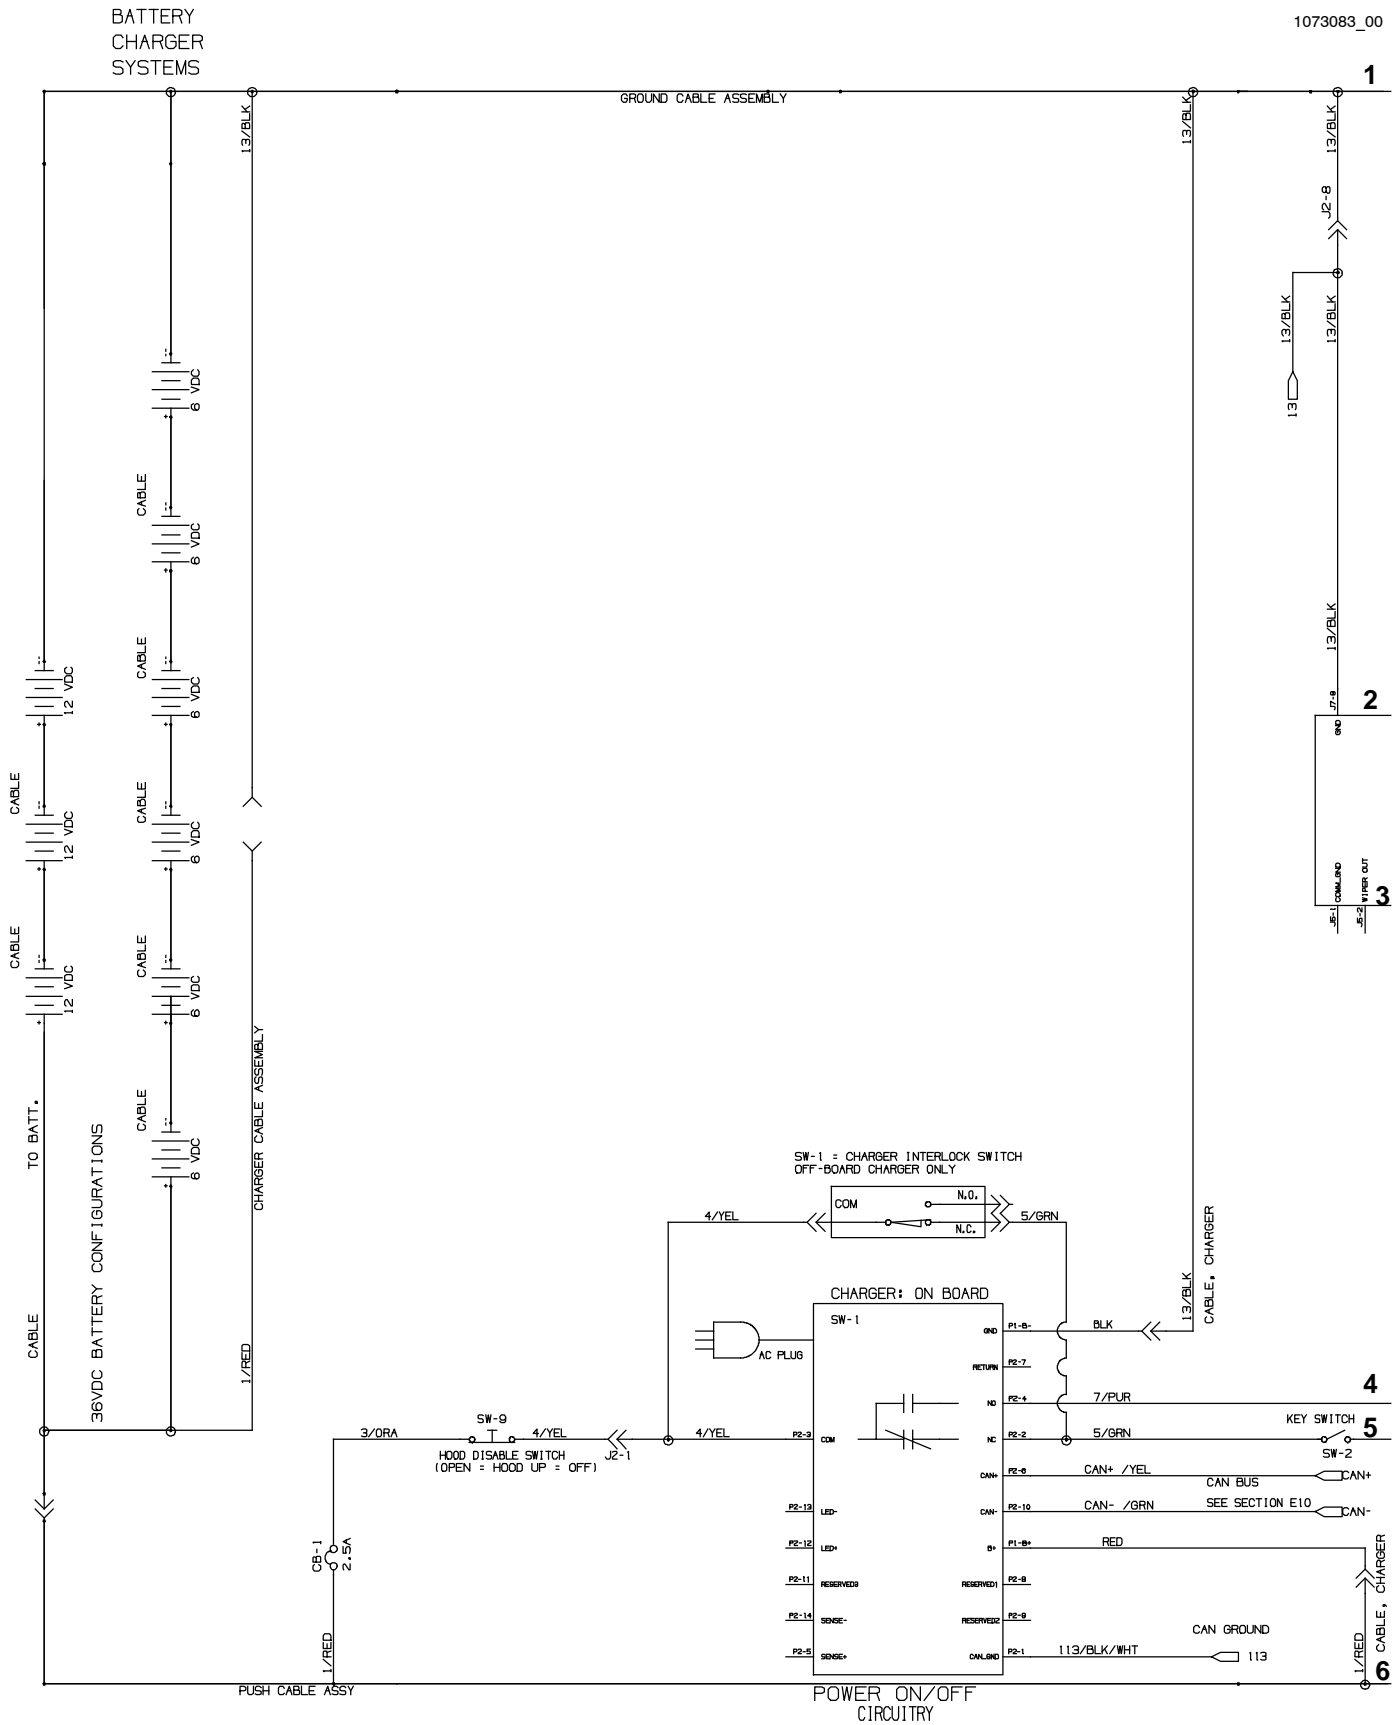 BATTERY
CHARGER
SYSTEMS
1073083_00
1
GROUND CABLE ASSEMBLY
13/BLK
13/BLK
13/BLK
J2-8
13/BLK
13/BLK
13
6 VDC
CABLE
6 VDC
CABLE
6 VDC
CABLE
6 VDC
CABLE
6 VDC
CABLE
6 VDC
12 VDC
CABLE
12 VDC
CABLE
12 VDC
TO BATT.
CABLE
36VDC BATTERY CONFIGURATIONS
CHARGER CABLE ASSEMBLY
1/RED
13/BLK
J7-9
2
GND
COMM_GND
WIPER OUT
3
J5-1
J5-2
SW-1 = CHARGER INTERLOCK SWITCH
OFF-BOARD CHARGER ONLY
COM
N.O.
N.C.
4/YEL
5/GRN
13/BLK
CABLE, CHARGER
CHARGER: ON BOARD
SW-1
AC PLUG
GND
P1-B-
BLK
RETURN
P2-7
NO
P2-4
7/PUR
4
3/ORA
SW-9
4/YEL
J2-1
4/YEL
P2-3
COM
NC
P2-2
5/GRN
KEY SWITCH
5
SW-2
HOOD DISABLE SWITCH
(OPEN = HOOD UP = OFF)
CAN+
P2-6
CAN+ /YEL
CAN BUS
CAN+
P2-13
LED-
CAN-
P2-10
CAN- /GRN
SEE SECTION E10
CAN-
P2-12
LED+
B+
P1-B+
RED
CB-1
2.5A
P2-11
RESERVED3
RESERVED1
P2-8
P2-14
SENSE-
RESERVED2
P2-9
P2-5
SENSE+
CAN_GND
P2-1
113/BLK/WHT
CAN GROUND
113
1/RED
1/RED
CABLE, CHARGER
6
PUSH CABLE ASSY
POWER ON/OFF
CIRCUITRY